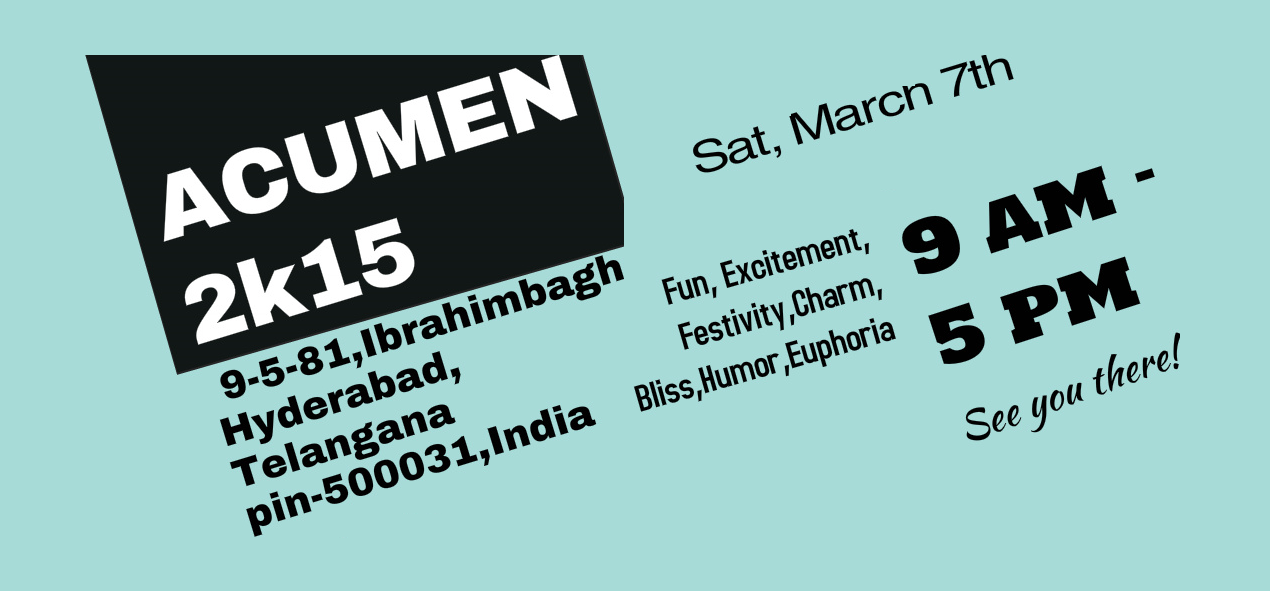 ACUMEN
2k15
9-5-81,Ibrahimbagh
Hyderabad,
Telangana
pin-500031,India
Sat, March 7th
Fun, Excitement,
Festivity,Charm,
Bliss,Humor,Euphoria
9 AM -
5 PM
See you there!